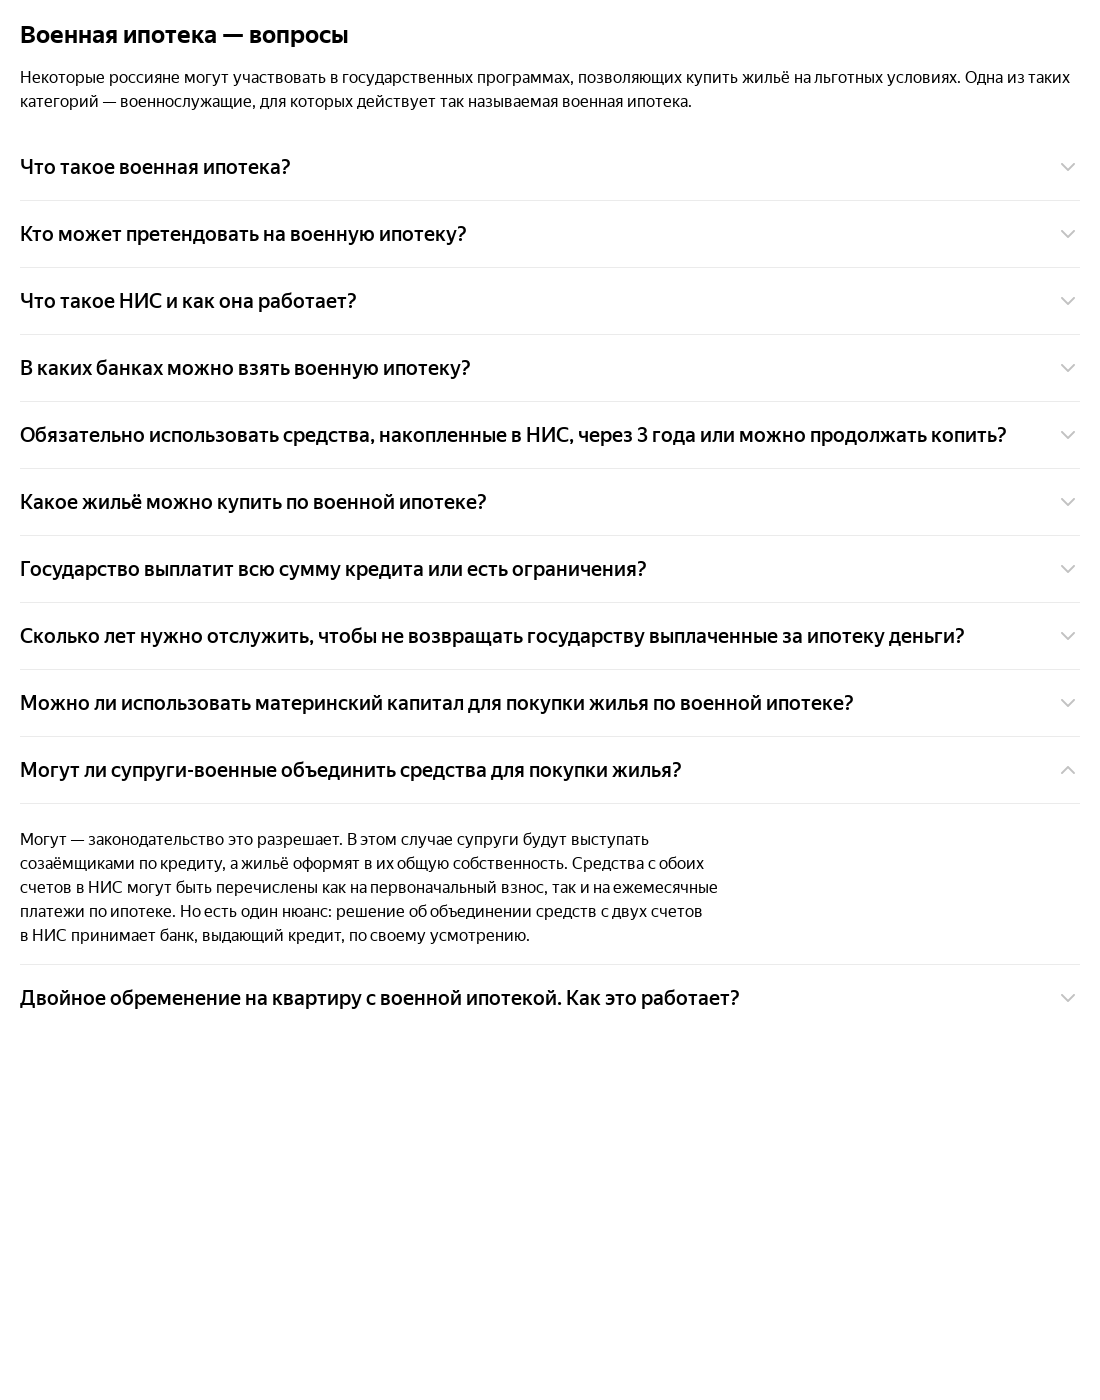 Военная ипотека — вопросы
Некоторые россияне могут участвовать в государственных программах, позволяющих купить жильё на льготных условиях. Одна из таких
категорий — военнослужащие, для которых действует так называемая военная ипотека.
Что такое военная ипотека?
Кто может претендовать на военную ипотеку?
Что такое НИС и как она работает?
В каких банках можно взять военную ипотеку?
Обязательно использовать средства, накопленные в НИС, через 3 года или можно продолжать копить?
Какое жильё можно купить по военной ипотеке?
Государство выплатит всю сумму кредита или есть ограничения?
Сколько лет нужно отслужить, чтобы не возвращать государству выплаченные за ипотеку деньги?
Можно ли использовать материнский капитал для покупки жилья по военной ипотеке?
Могут ли супруги-военные объединить средства для покупки жилья?
Могут — законодательство это разрешает. В этом случае супруги будут выступать
созаёмщиками по кредиту, а жильё оформят в их общую собственность. Средства с обоих
счетов в НИС могут быть перечислены как на первоначальный взнос, так и на ежемесячные
платежи по ипотеке. Но есть один нюанс: решение об объединении средств с двух счетов
в НИС принимает банк, выдающий кредит, по своему усмотрению.
Двойное обременение на квартиру с военной ипотекой. Как это работает?